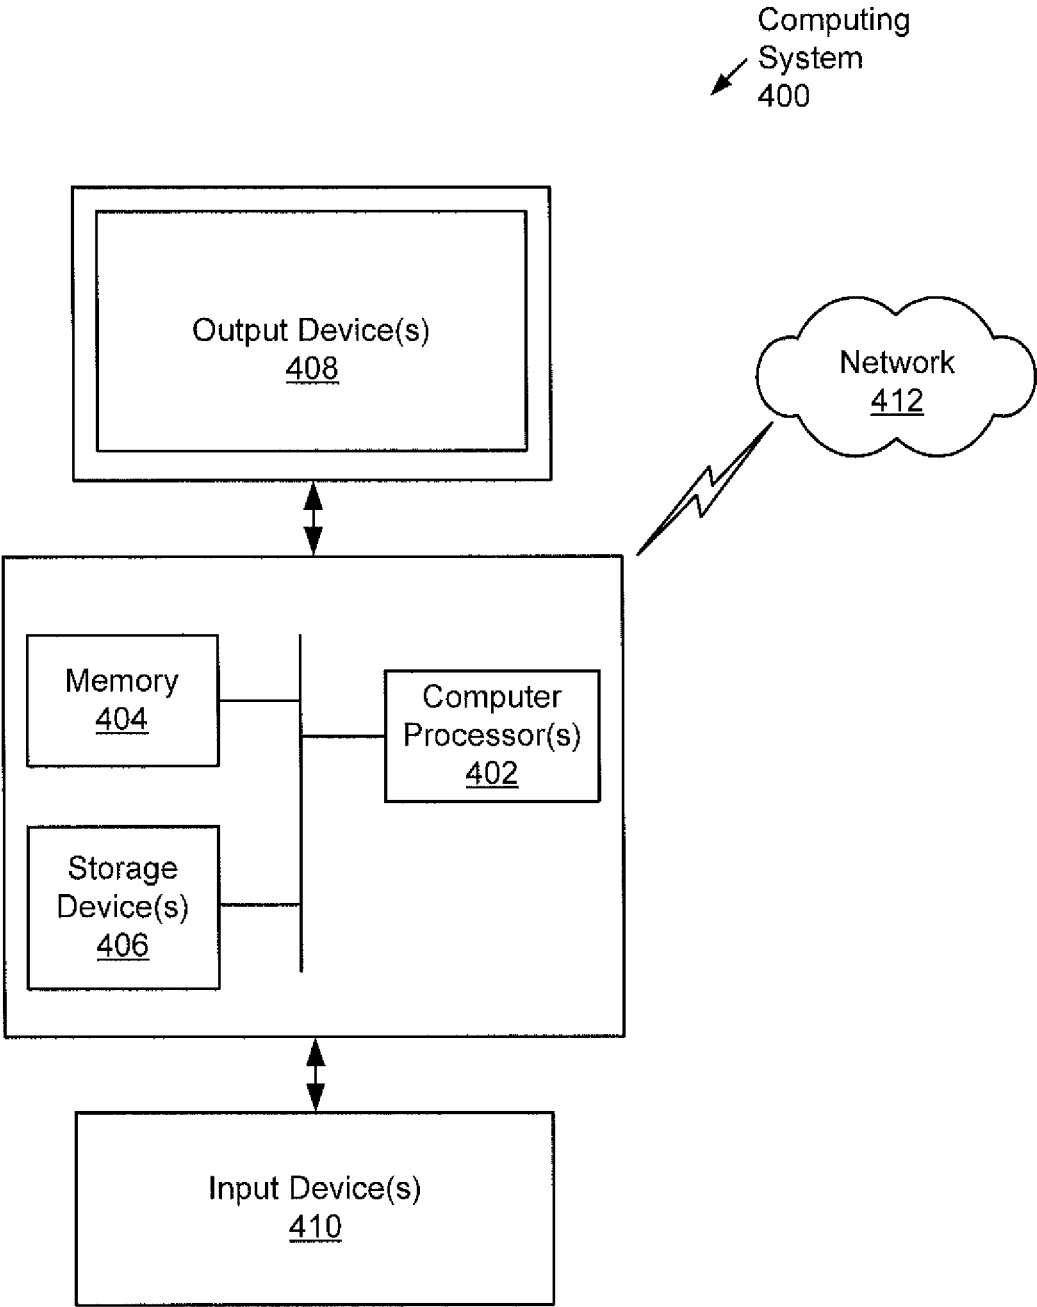 Computing
System
400
Output Device(s)
408
Network
412
Memory
404
Computer
Processor(s)
402
Storage
Device(s)
406
Input Device(s)
410